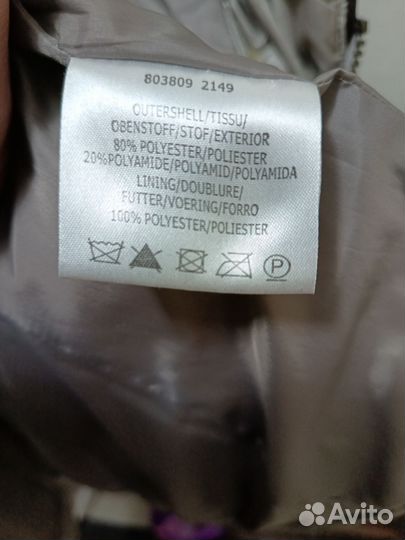 803809 2149
OUTERSHELL/TISSU/
OBENSTOFF/STOF/EXTERIOR
80% POLYESTER/POLIESTER
20%POLYAMIDE/POLYAMID/POLYAMIDA
LINING/DOUBLURE/
FUTTER/VOERING/FORRO
100% POLYESTER/POLIESTER
P
Avito